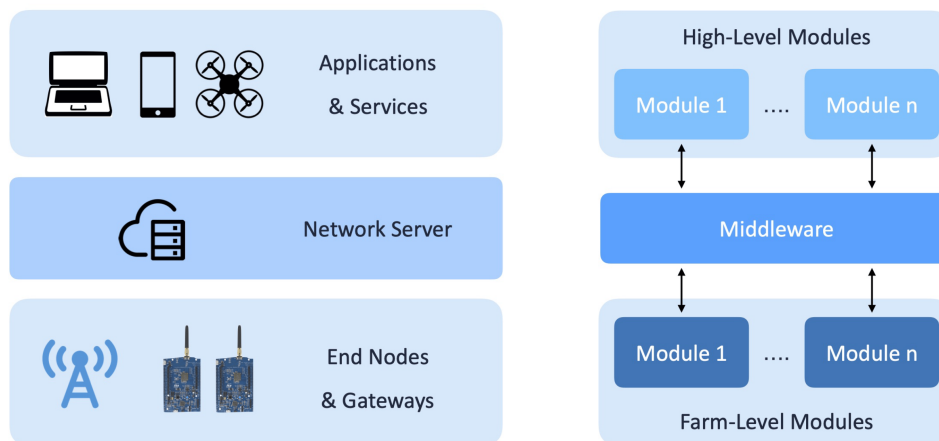 Applications
& Services
Network Server
End Nodes
& Gateways
High-Level Modules
Module 1 .... Module n
Middleware
Module 1 .... Module n
Farm-Level Modules